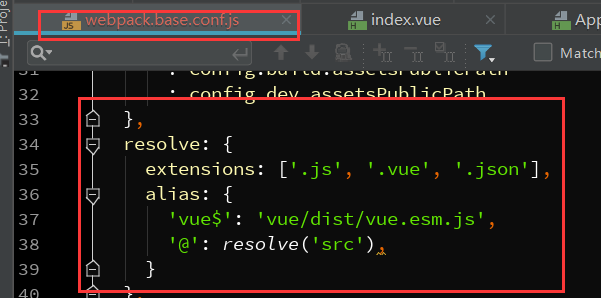 webpack.base.conf.js
index.vue
App
1: Proje
Match
31 : config.build.assetsPublicPath
32 : config.dev.assetsPublicPath
33 },
34 resolve: {
35 extensions: ['.js', '.vue', '.json'],
36 alias: {
37 'vue$': 'vue/dist/vue.esm.js',
38 '@': resolve('src'),
39 }
40 },